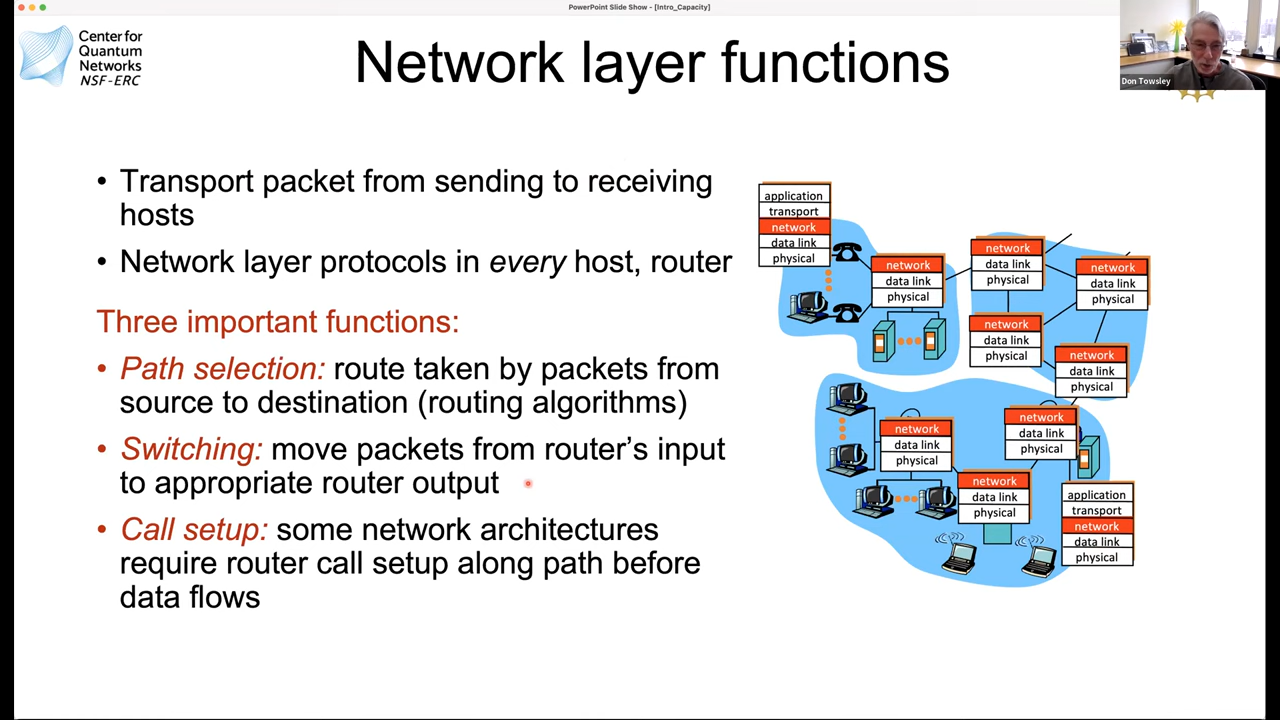 PowerPoint Slide Show - [Intro_Capacity]
Center for
Quantum
Networks
NSF-ERC
Network layer functions
Don Towsley
• Transport packet from sending to receiving
hosts
• Network layer protocols in every host, router
Three important functions:
• Path selection: route taken by packets from
source to destination (routing algorithms)
• Switching: move packets from router’s input
to appropriate router output
• Call setup: some network architectures
require router call setup along path before
data flows
application
transport
network
data link
physical
network
data link
physical
network
data link
physical
network
data link
physical
network
data link
physical
network
data link
physical
network
data link
physical
network
data link
physical
network
data link
physical
application
transport
network
data link
physical